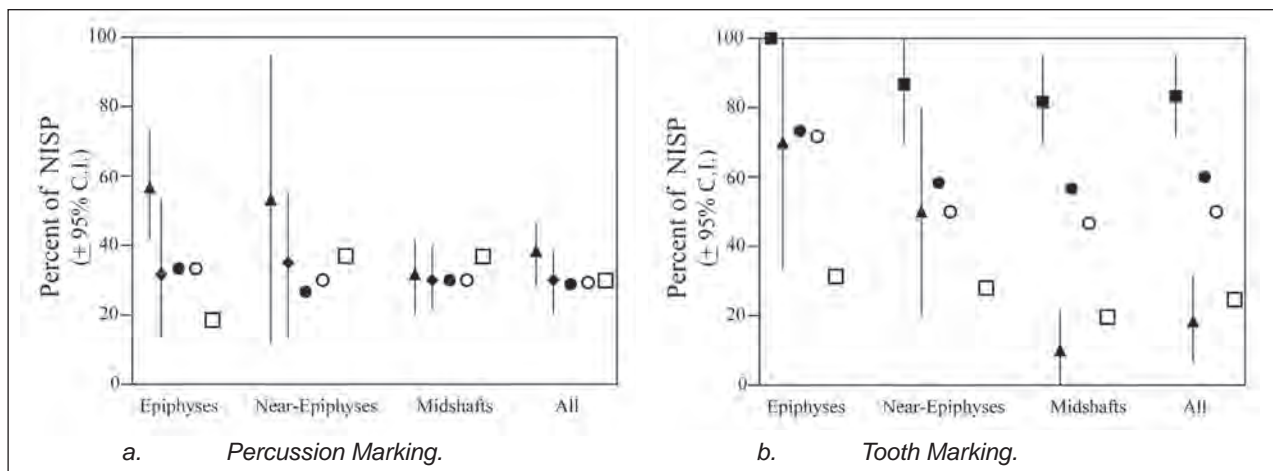 Percent of NISP
(± 95% C.I.)
100
80
60
40
20
0
Epiphyses Near-Epiphyses Midshafts All
a. Percussion Marking.
Percent of NISP
(± 95% C.I.)
100
80
60
40
20
0
Epiphyses Near-Epiphyses Midshafts All
b. Tooth Marking.